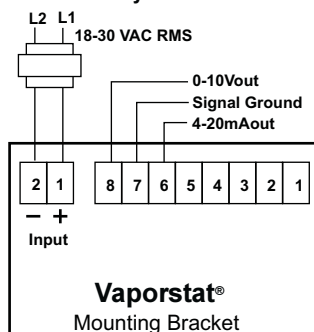 L2 L1
18-30 VAC RMS
0-10Vout
Signal Ground
4-20mAout
2 1 8 7 6 5 4 3 2 1
− +
Input
Vaporstat®
Mounting Bracket